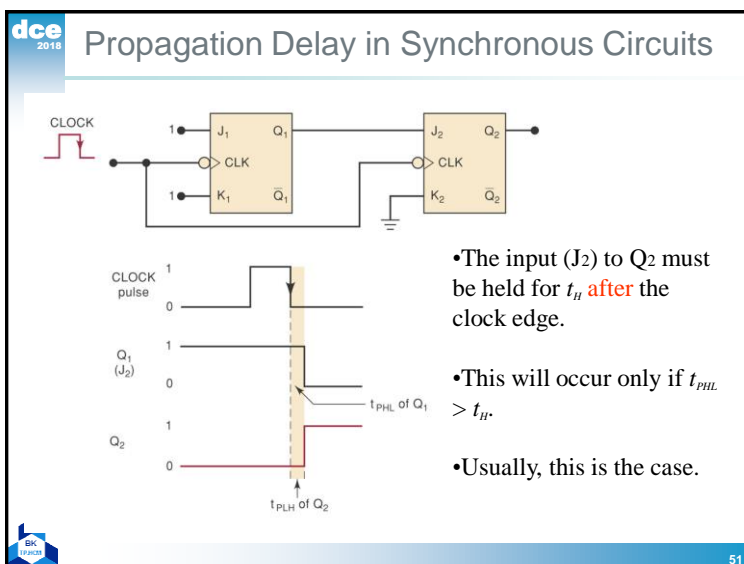 dce
2018
Propagation Delay in Synchronous Circuits
CLOCK
1 J1 Q1
CLK
1 K1 Q̅1
J2 Q2
CLK
K2 Q̅2
CLOCK
pulse
1
0
Q1
(J2)
1
0
tPHL of Q1
Q2
1
0
tPLH of Q2
•The input (J2) to Q2 must
be held for tH after the
clock edge.
•This will occur only if tPHL
> tH.
•Usually, this is the case.
BK
TP.HCM
51